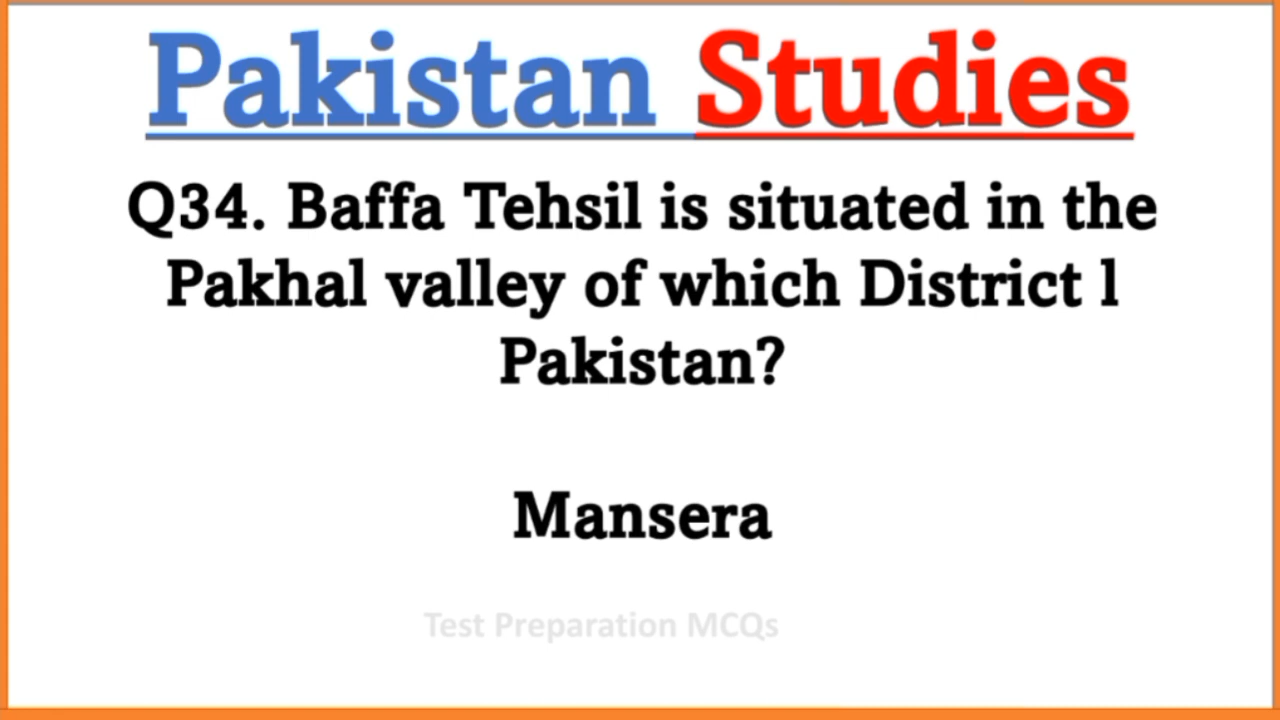 Pakistan Studies
Q34. Baffa Tehsil is situated in the
Pakhal valley of which District l
Pakistan?
Mansera
Test Preparation MCQs